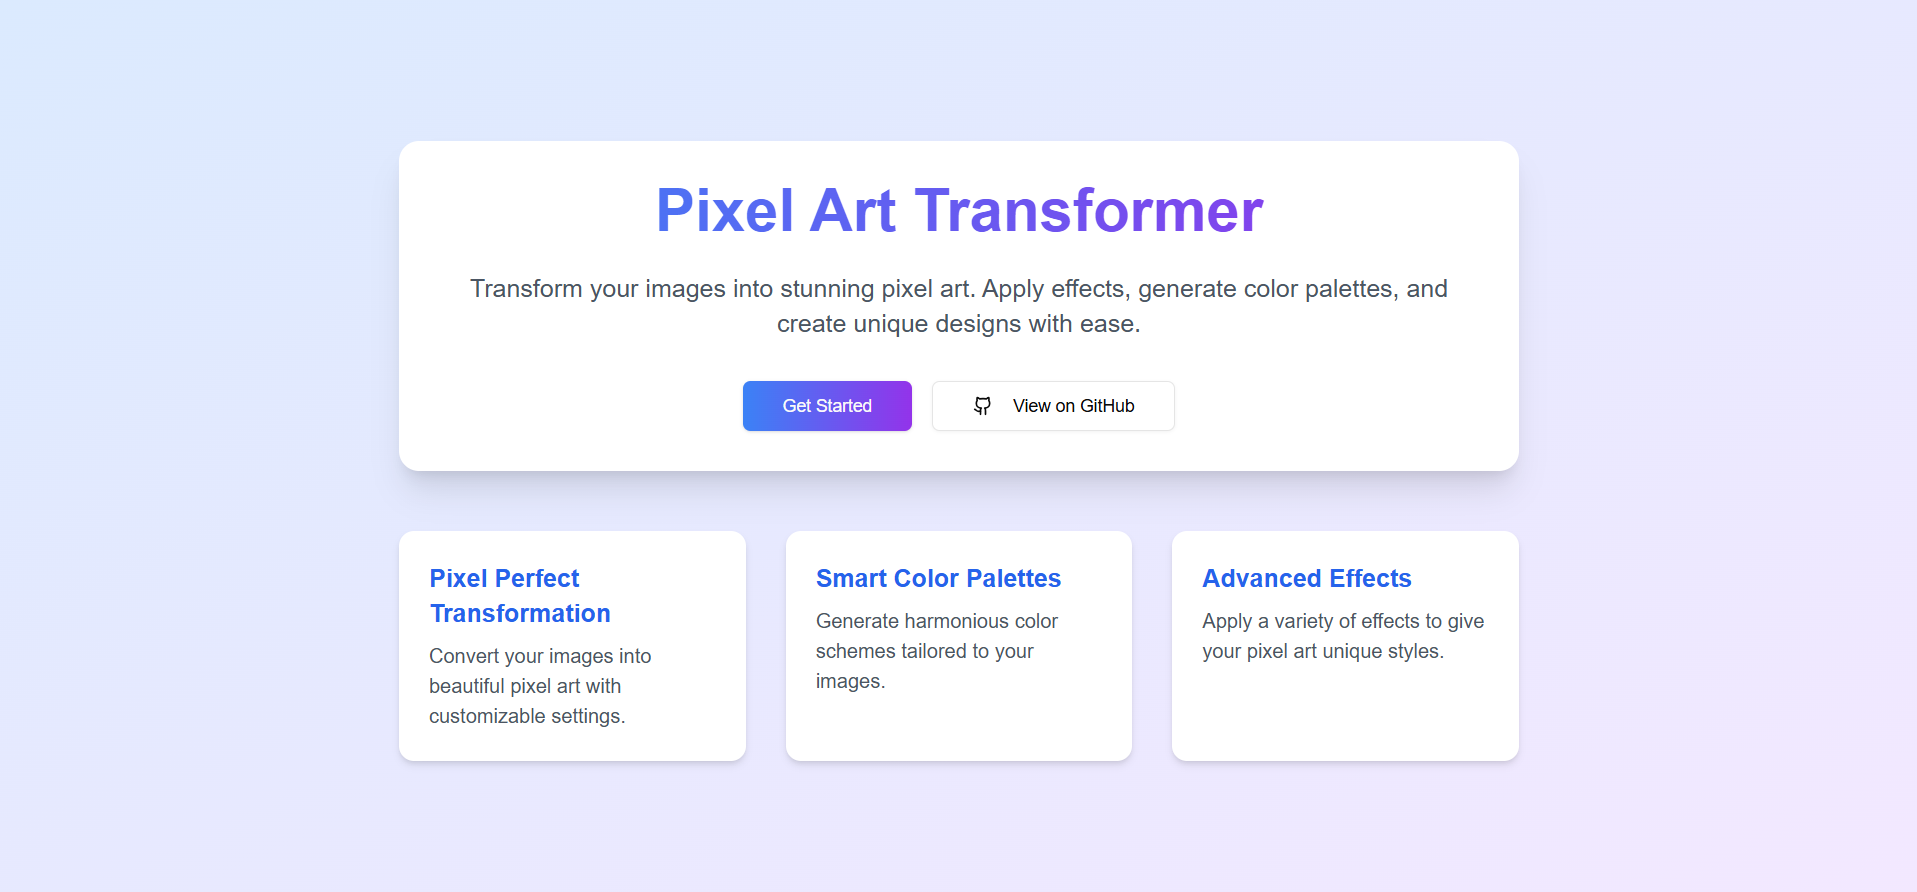 Pixel Art Transformer
Transform your images into stunning pixel art. Apply effects, generate color palettes, and
create unique designs with ease.
Get Started
View on GitHub
Pixel Perfect
Transformation
Convert your images into
beautiful pixel art with
customizable settings.
Smart Color Palettes
Generate harmonious color
schemes tailored to your
images.
Advanced Effects
Apply a variety of effects to give
your pixel art unique styles.